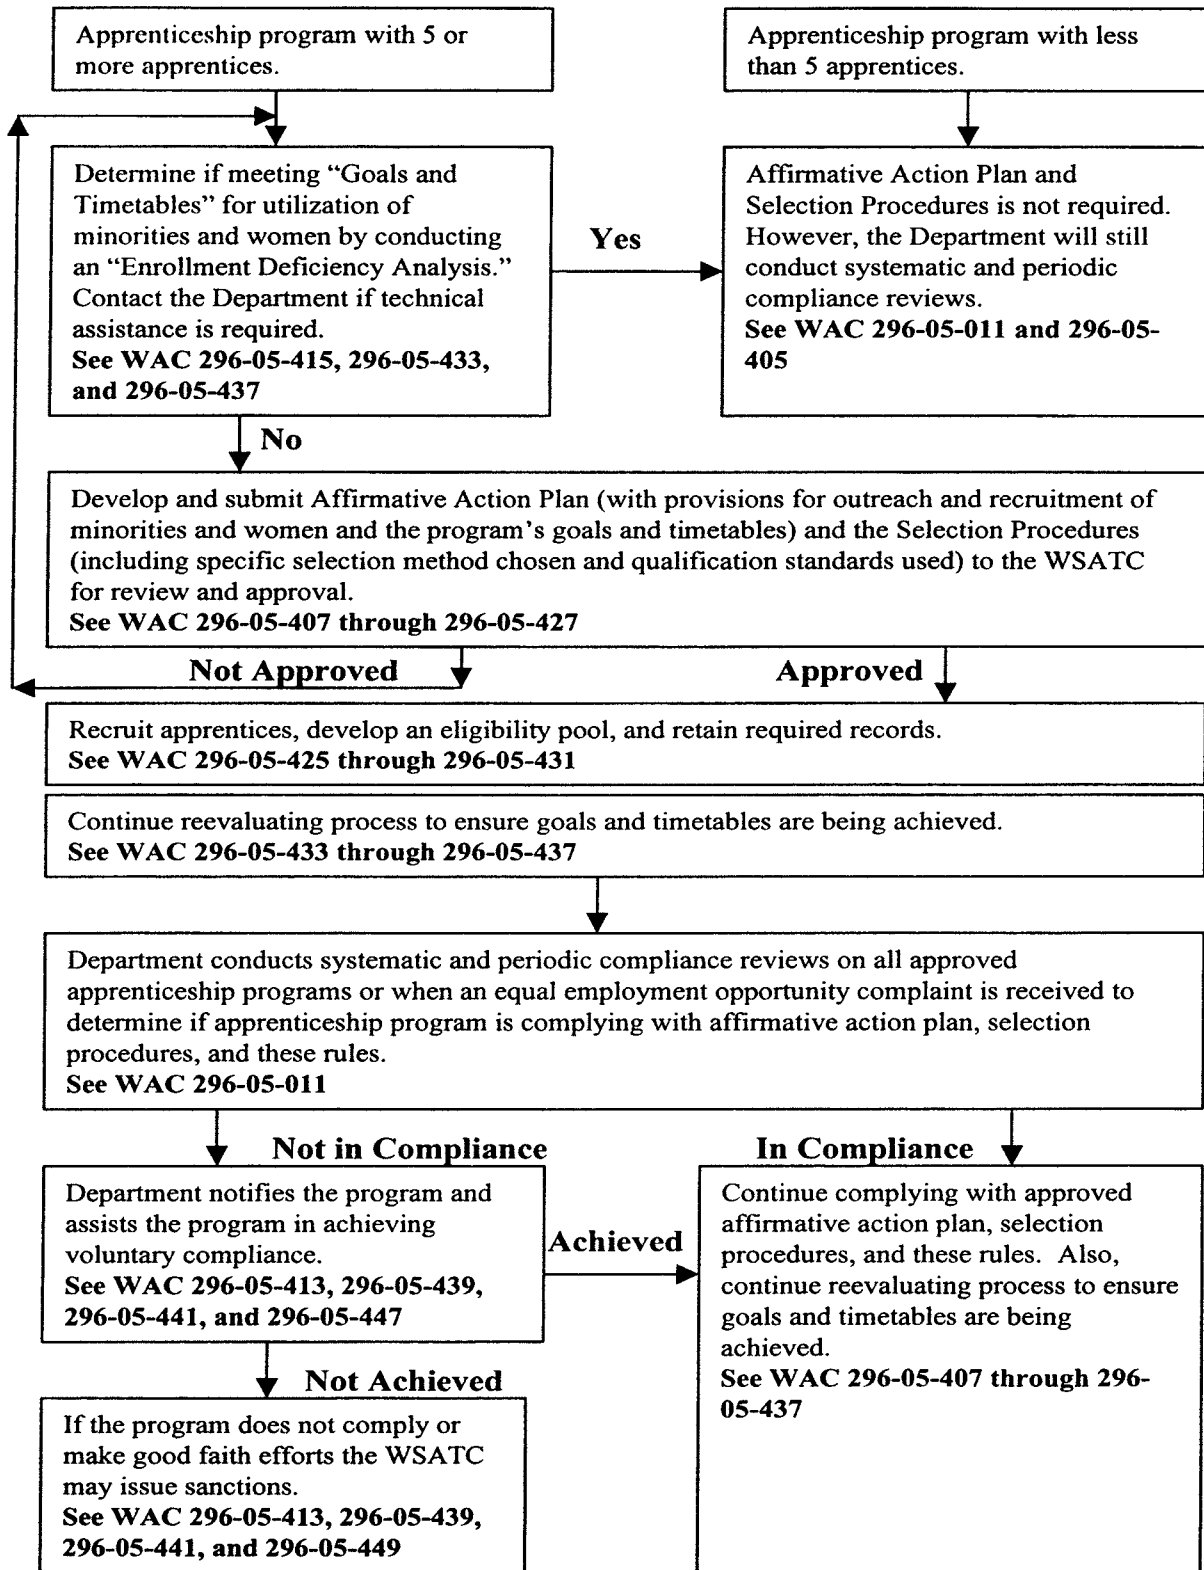 Apprenticeship program with 5 or
more apprentices.
Apprenticeship program with less
than 5 apprentices.
Determine if meeting “Goals and
Timetables” for utilization of
minorities and women by conducting
an “Enrollment Deficiency Analysis.”
Contact the Department if technical
assistance is required.
See WAC 296-05-415, 296-05-433,
and 296-05-437
Yes
Affirmative Action Plan and
Selection Procedures is not required.
However, the Department will still
conduct systematic and periodic
compliance reviews.
See WAC 296-05-011 and 296-05-
405
No
Develop and submit Affirmative Action Plan (with provisions for outreach and recruitment of
minorities and women and the program’s goals and timetables) and the Selection Procedures
(including specific selection method chosen and qualification standards used) to the WSATC
for review and approval.
See WAC 296-05-407 through 296-05-427
Not Approved
Approved
Recruit apprentices, develop an eligibility pool, and retain required records.
See WAC 296-05-425 through 296-05-431
Continue reevaluating process to ensure goals and timetables are being achieved.
See WAC 296-05-433 through 296-05-437
Department conducts systematic and periodic compliance reviews on all approved
apprenticeship programs or when an equal employment opportunity complaint is received to
determine if apprenticeship program is complying with affirmative action plan, selection
procedures, and these rules.
See WAC 296-05-011
Not in Compliance
In Compliance
Department notifies the program and
assists the program in achieving
voluntary compliance.
See WAC 296-05-413, 296-05-439,
296-05-441, and 296-05-447
Achieved
Continue complying with approved
affirmative action plan, selection
procedures, and these rules. Also,
continue reevaluating process to ensure
goals and timetables are being
achieved.
See WAC 296-05-407 through 296-
05-437
Not Achieved
If the program does not comply or
make good faith efforts the WSATC
may issue sanctions.
See WAC 296-05-413, 296-05-439,
296-05-441, and 296-05-449